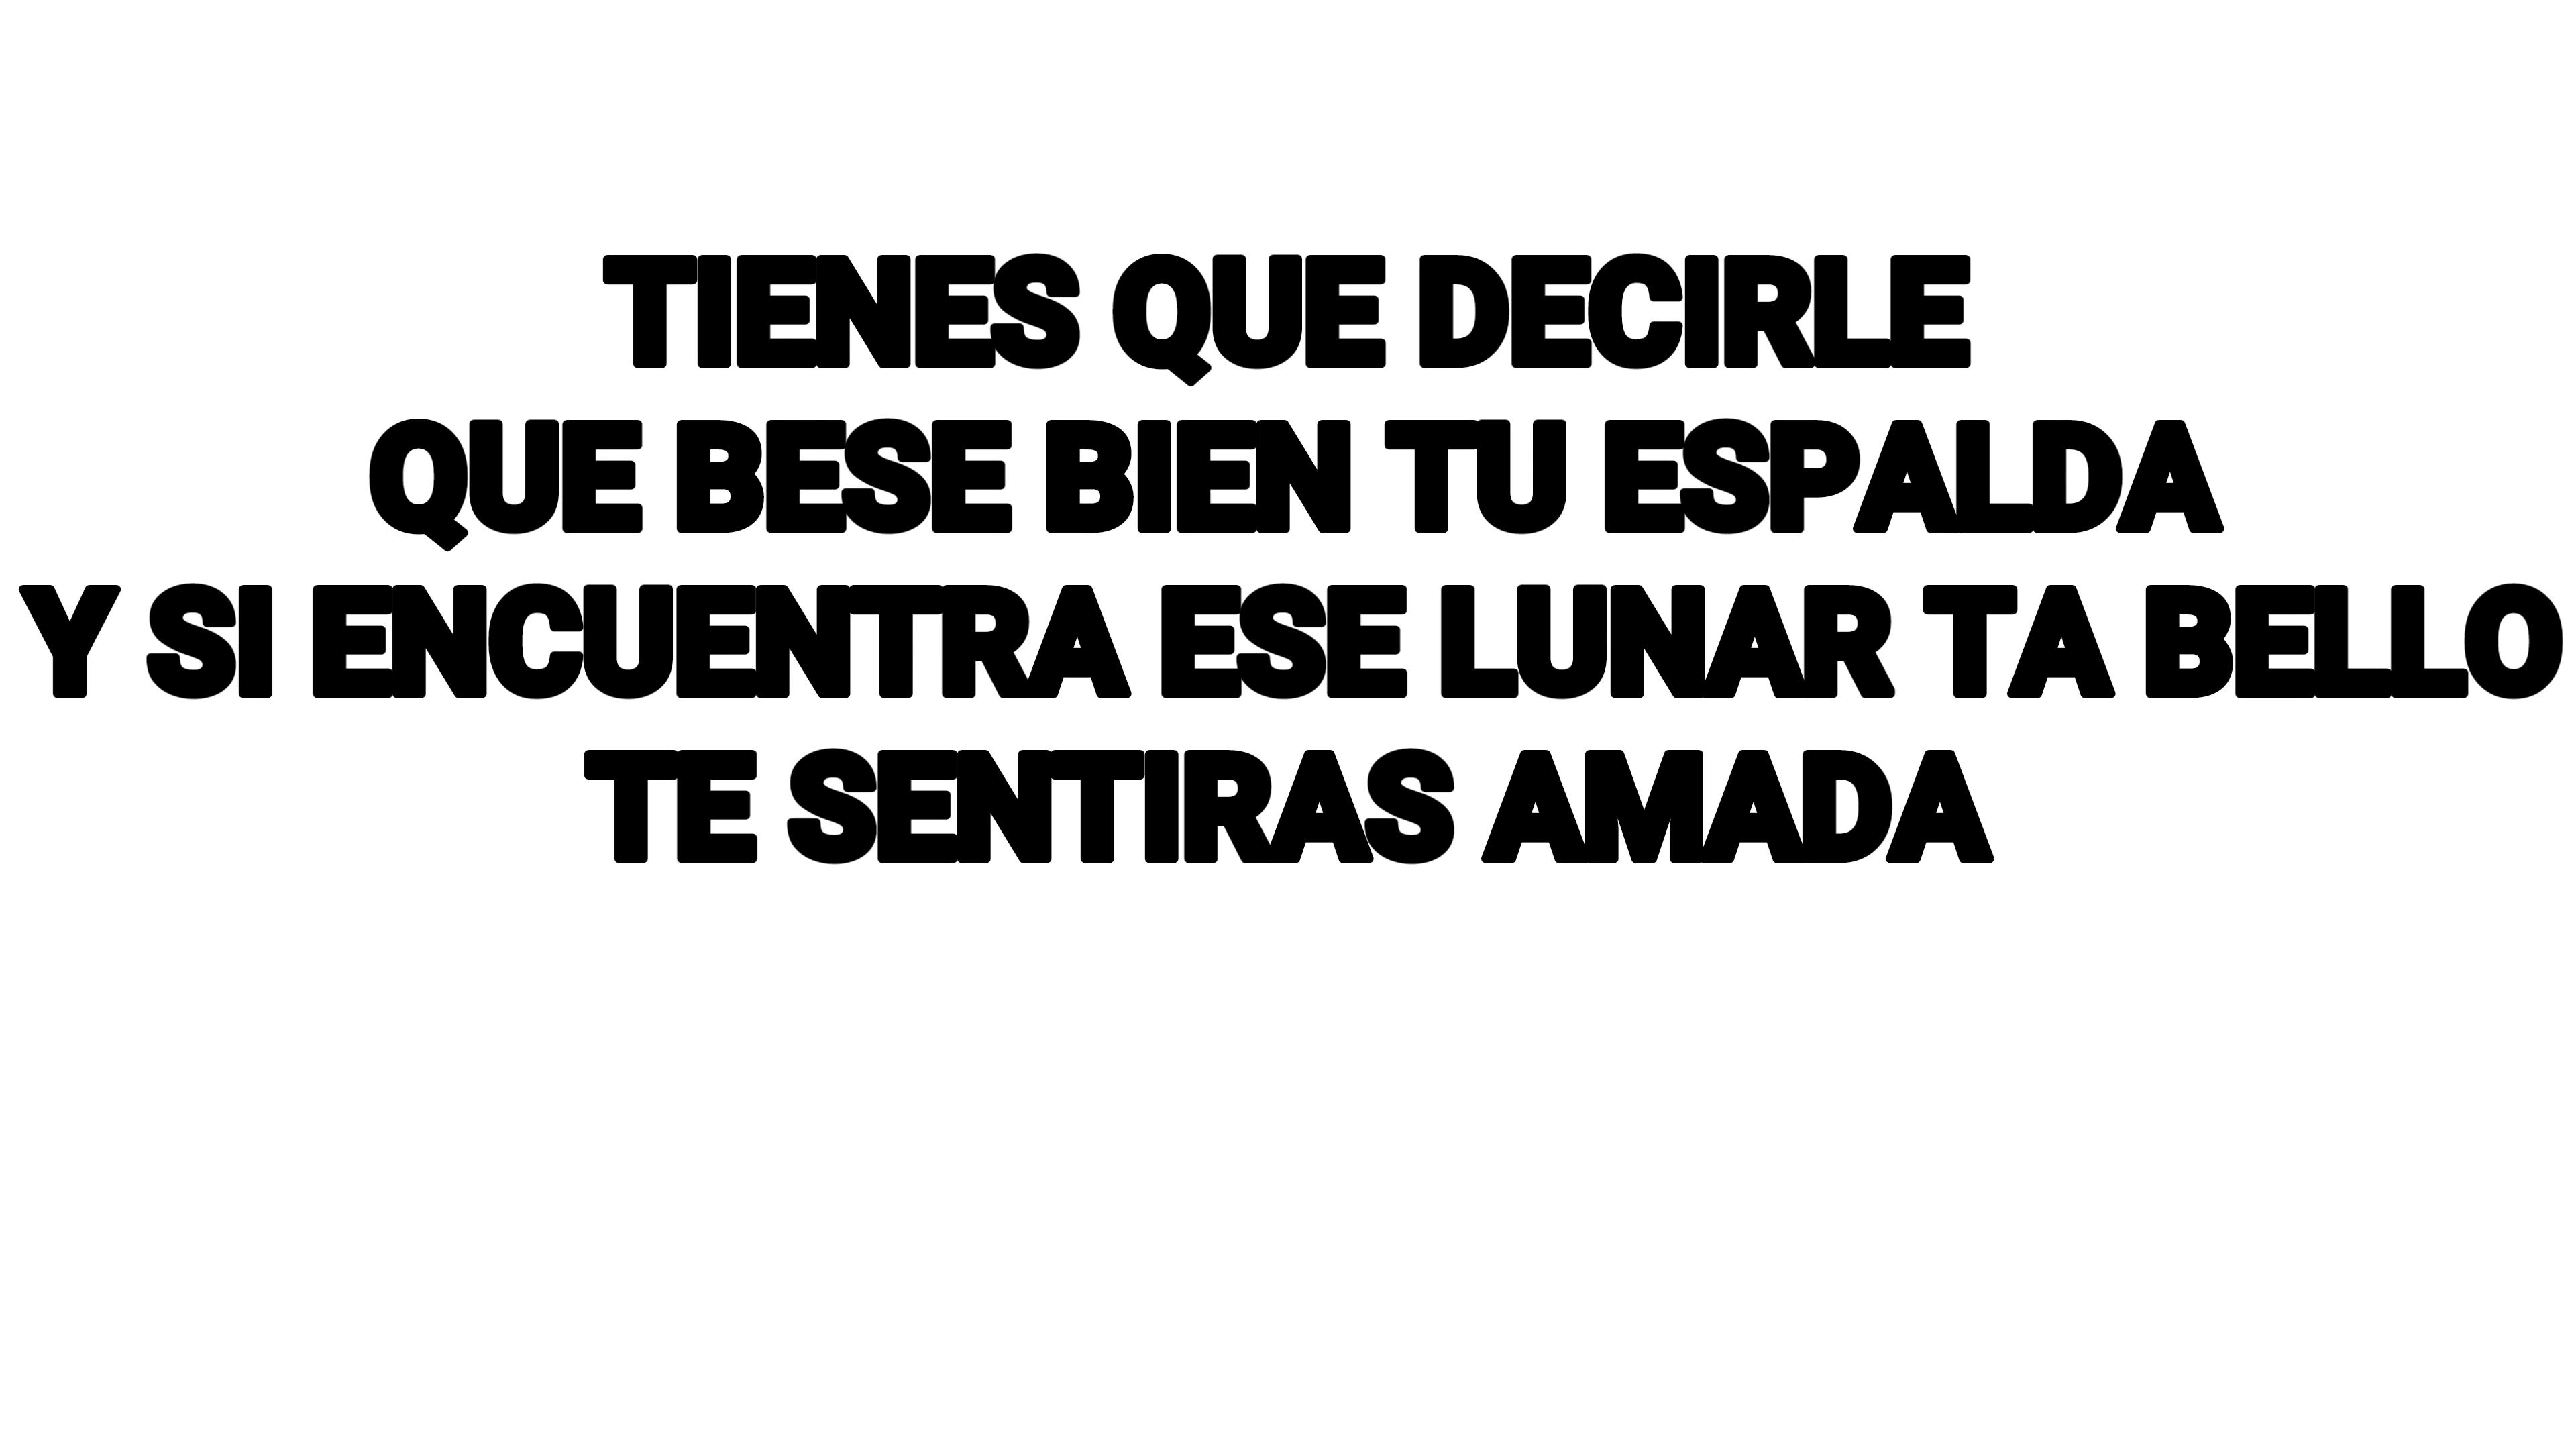 TIENES QUE DECIRLE
QUE BESE BIEN TU ESPALDA
Y SI ENCUENTRA ESE LUNAR TA BELLO
TE SENTIRAS AMADA